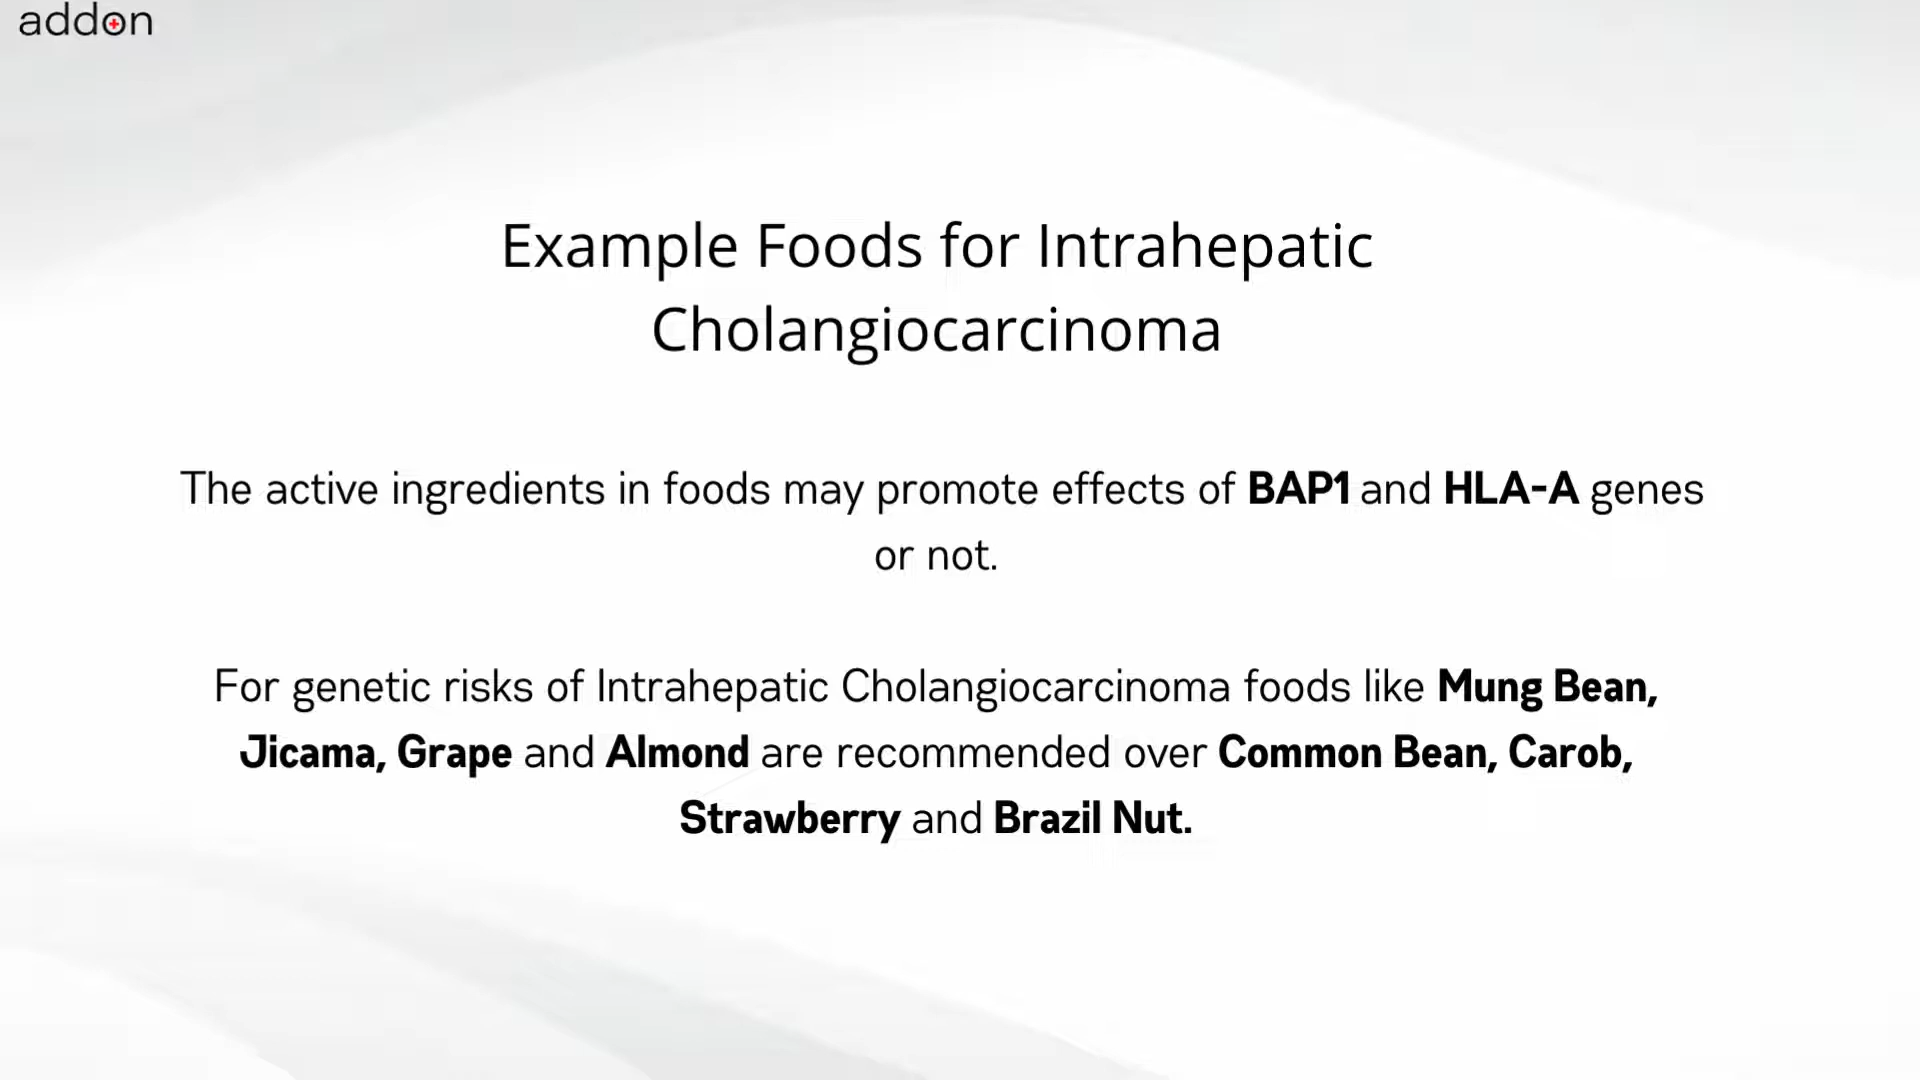 addon
Example Foods for Intrahepatic
Cholangiocarcinoma
The active ingredients in foods may promote effects of BAP1 and HLA-A genes
or not.
For genetic risks of Intrahepatic Cholangiocarcinoma foods like Mung Bean,
Jicama, Grape and Almond are recommended over Common Bean, Carob,
Strawberry and Brazil Nut.